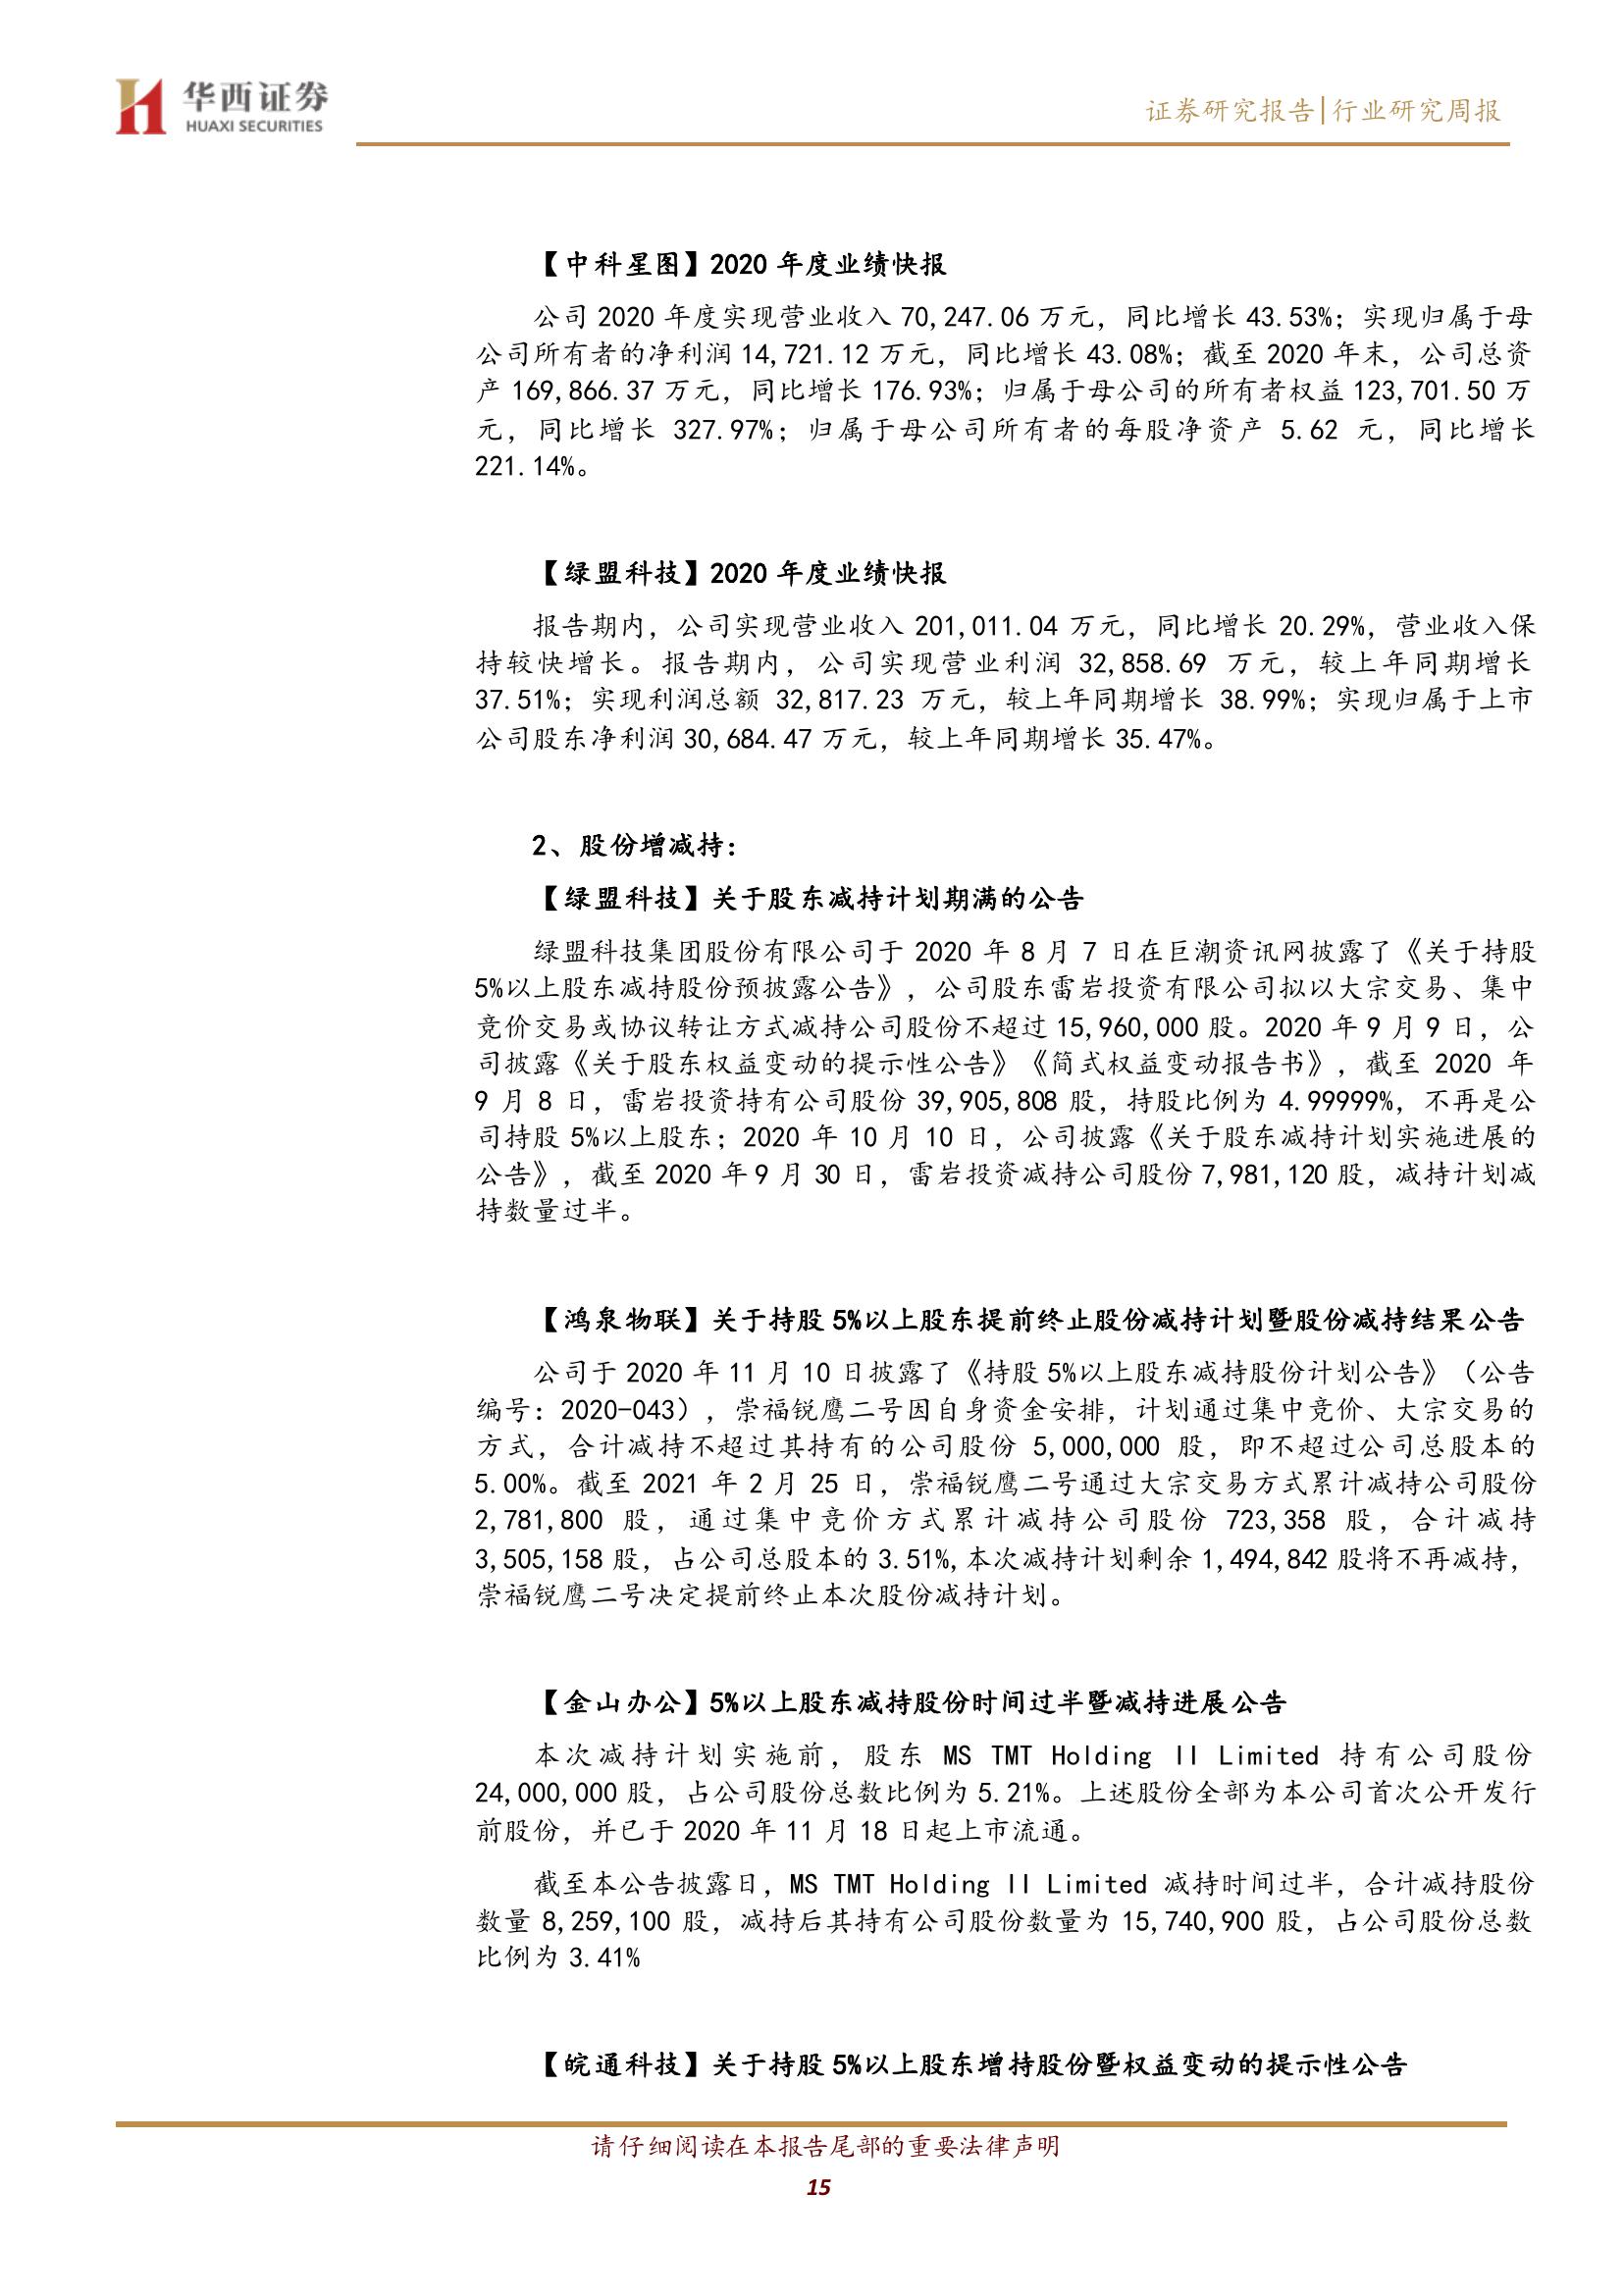 华西证券
HUAXI SECURITIES
证券研究报告|行业研究周报
【中科星图】2020 年度业绩快报
公司 2020 年度实现营业收入 70,247.06 万元，同比增长 43.53%；实现归属于母
公司所有者的净利润 14,721.12 万元，同比增长 43.08%；截至 2020 年末，公司总资
产 169,866.37 万元，同比增长 176.93%；归属于母公司的所有者权益 123,701.50 万
元，同比增长 327.97%；归属于母公司所有者的每股净资产 5.62 元，同比增长
221.14%。
【绿盟科技】2020 年度业绩快报
报告期内，公司实现营业收入 201,011.04 万元，同比增长 20.29%，营业收入保
持较快增长。报告期内，公司实现营业利润 32,858.69 万元，较上年同期增长
37.51%；实现利润总额 32,817.23 万元，较上年同期增长 38.99%；实现归属于上市
公司股东净利润 30,684.47 万元，较上年同期增长 35.47%。
2、股份增减持：
【绿盟科技】关于股东减持计划期满的公告
绿盟科技集团股份有限公司于 2020 年 8 月 7 日在巨潮资讯网披露了《关于持股
5%以上股东减持股份预披露公告》，公司股东雷岩投资有限公司拟以大宗交易、集中
竞价交易或协议转让方式减持公司股份不超过 15,960,000 股。2020 年 9 月 9 日，公
司披露《关于股东权益变动的提示性公告》《简式权益变动报告书》，截至 2020 年
9 月 8 日，雷岩投资持有公司股份 39,905,808 股，持股比例为 4.99999%，不再是公
司持股 5%以上股东；2020 年 10 月 10 日，公司披露《关于股东减持计划实施进展的
公告》，截至 2020 年 9 月 30 日，雷岩投资减持公司股份 7,981,120 股，减持计划减
持数量过半。
【鸿泉物联】关于持股 5%以上股东提前终止股份减持计划暨股份减持结果公告
公司于 2020 年 11 月 10 日披露了《持股 5%以上股东减持股份计划公告》（公告
编号：2020-043），崇福锐鹰二号因自身资金安排，计划通过集中竞价、大宗交易的
方式，合计减持不超过其持有的公司股份 5,000,000 股，即不超过公司总股本的
5.00%。截至 2021 年 2 月 25 日，崇福锐鹰二号通过大宗交易方式累计减持公司股份
2,781,800 股，通过集中竞价方式累计减持公司股份 723,358 股，合计减持
3,505,158 股，占公司总股本的 3.51%,本次减持计划剩余 1,494,842 股将不再减持，
崇福锐鹰二号决定提前终止本次股份减持计划。
【金山办公】5%以上股东减持股份时间过半暨减持进展公告
本次减持计划实施前，股东 MS TMT Holding II Limited 持有公司股份
24,000,000 股，占公司股份总数比例为 5.21%。上述股份全部为本公司首次公开发行
前股份，并已于 2020 年 11 月 18 日起上市流通。
截至本公告披露日，MS TMT Holding II Limited 减持时间过半，合计减持股份
数量 8,259,100 股，减持后其持有公司股份数量为 15,740,900 股，占公司股份总数
比例为 3.41%
【皖通科技】关于持股 5%以上股东增持股份暨权益变动的提示性公告
请仔细阅读在本报告尾部的重要法律声明
15